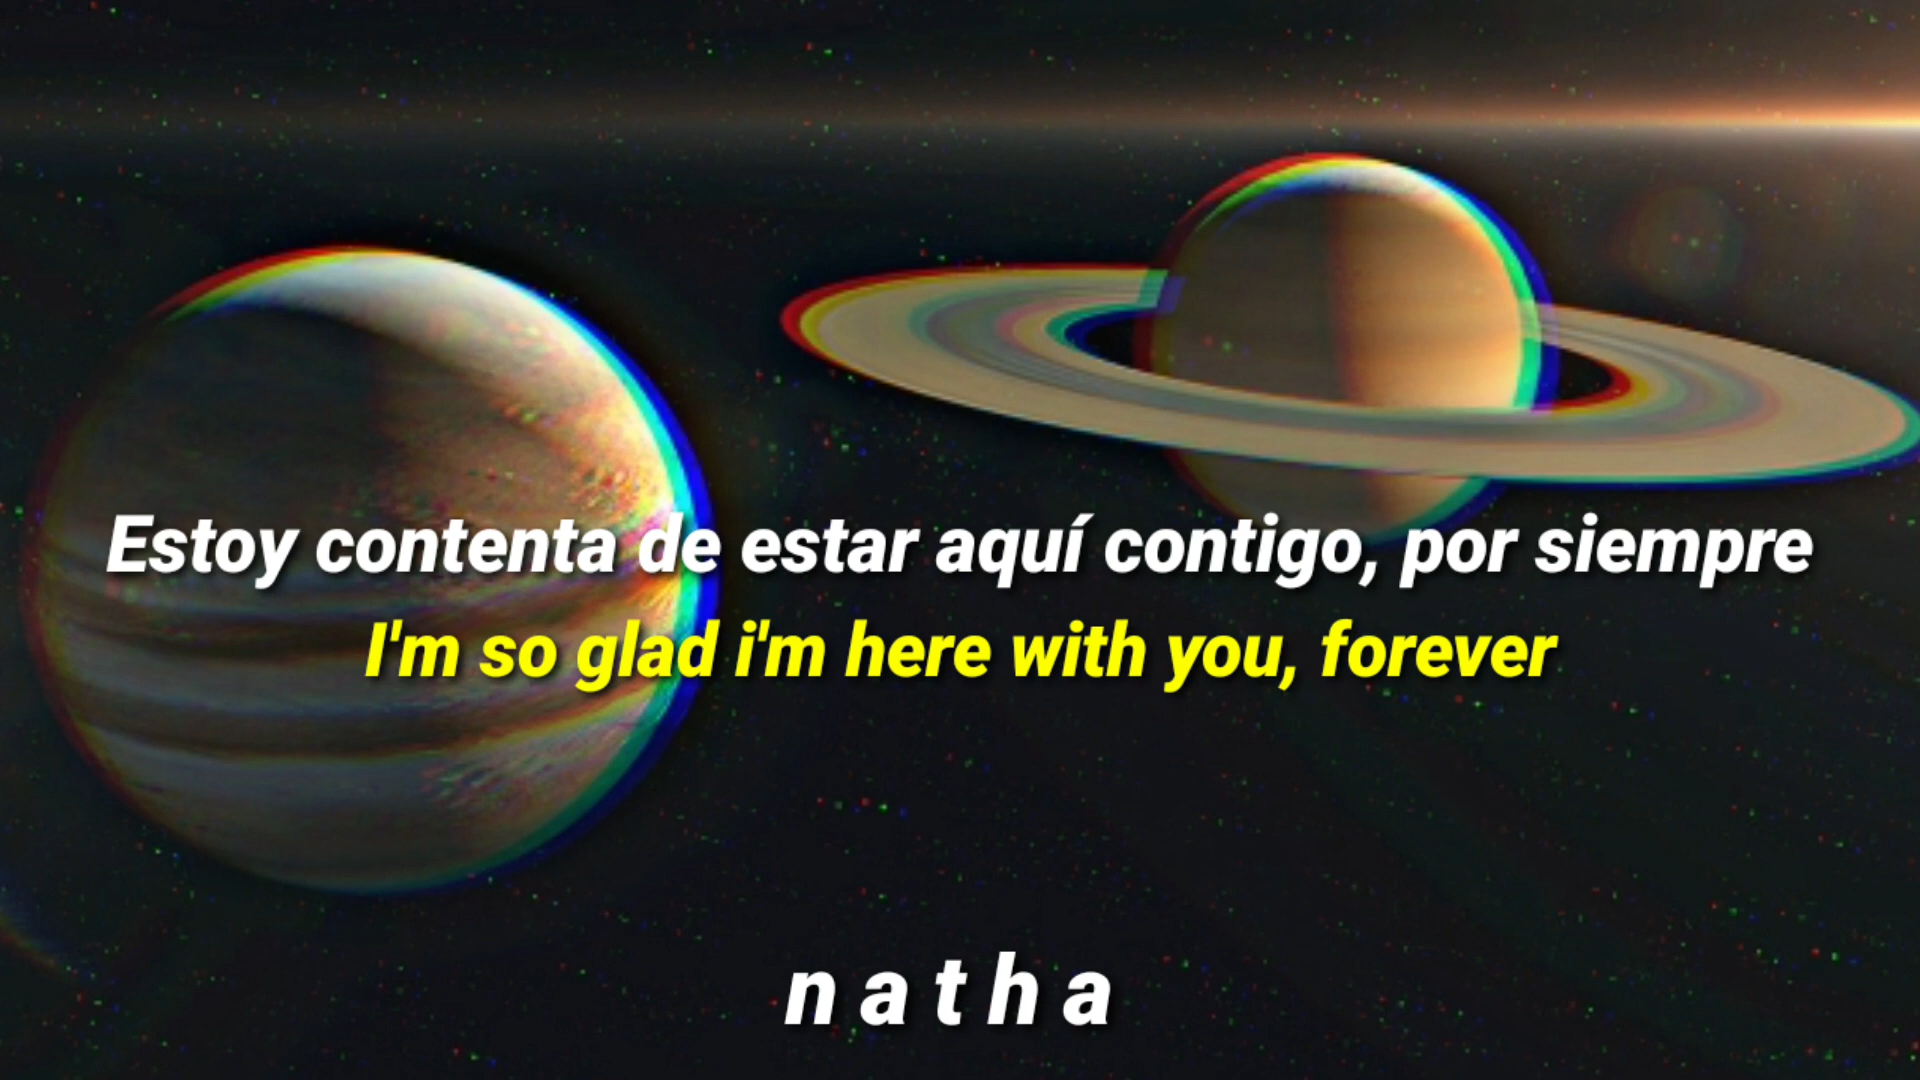 Estoy contenta de estar aquí contigo, por siempre
I'm so glad i'm here with you, forever
n a t h a